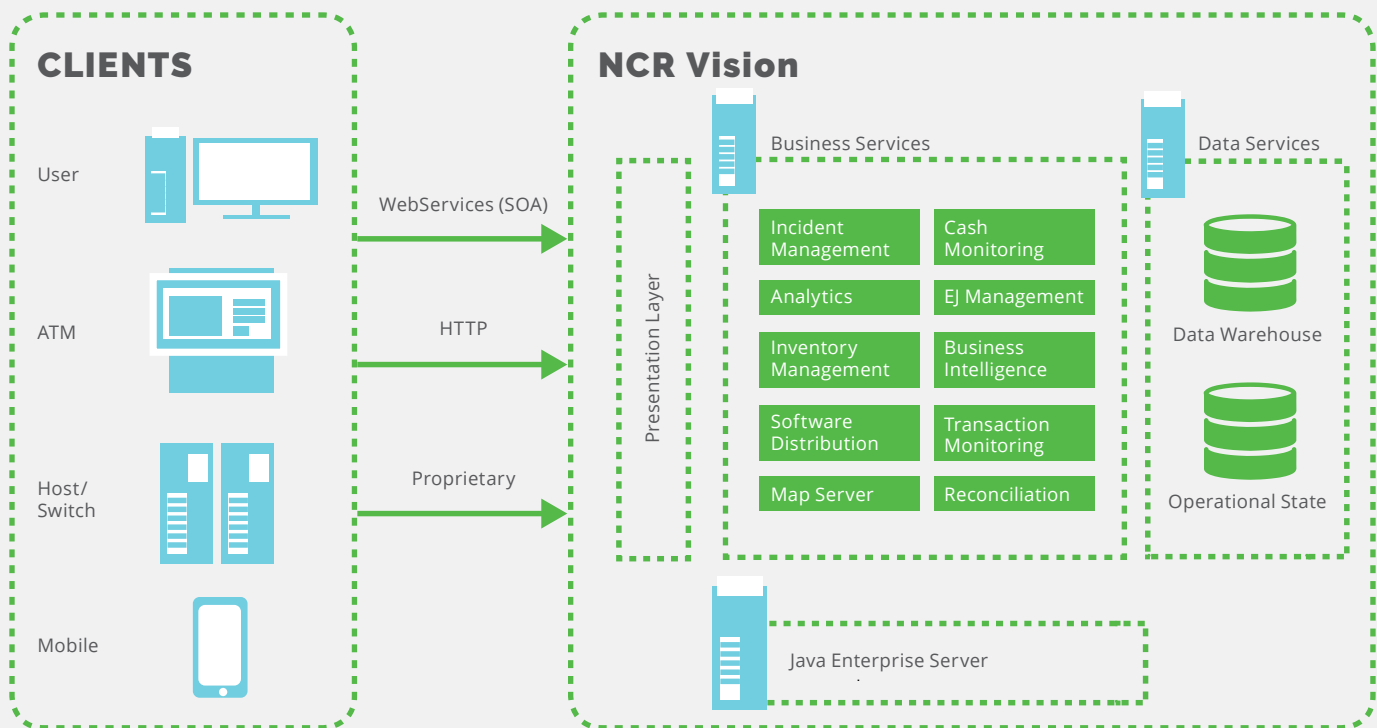 CLIENTS
User
ATM
Host/
Switch
Mobile
WebServices (SOA)
HTTP
Proprietary
NCR Vision
Presentation Layer
Business Services
Incident
Management
Cash
Monitoring
Analytics
EJ Management
Inventory
Management
Business
Intelligence
Software
Distribution
Transaction
Monitoring
Map Server
Reconciliation
Data Services
Data Warehouse
Operational State
Java Enterprise Server